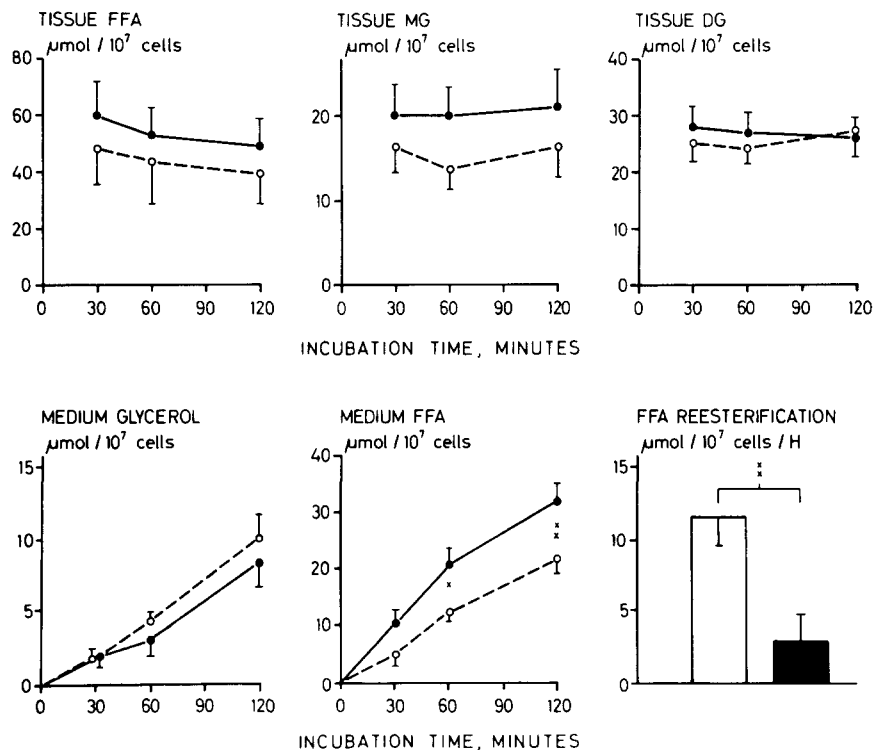 TISSUE FFA
μmol / 10⁷ cells
80
60
40
20
0
0 30 60 90 120
TISSUE MG
μmol / 10⁷ cells
20
10
0
0 30 60 90 120
TISSUE DG
μmol / 10⁷ cells
40
30
20
10
0
0 30 60 90 120
INCUBATION TIME, MINUTES
MEDIUM GLYCEROL
μmol / 10⁷ cells
15
10
5
0
0 30 60 90 120
MEDIUM FFA
μmol / 10⁷ cells
40
30
20
10
0
x
x
x
0 30 60 90 120
FFA REESTERIFICATION
μmol / 10⁷ cells / H
15
10
5
0
x
x
INCUBATION TIME, MINUTES